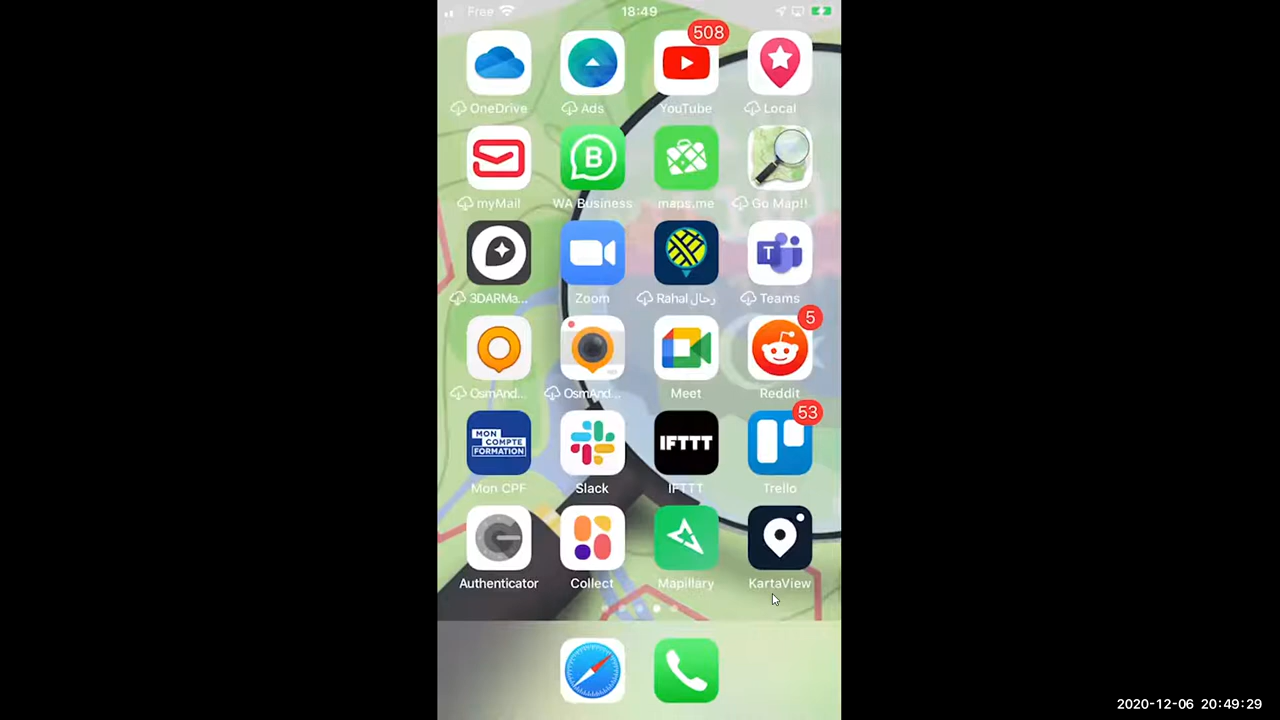 Free 18:49
508
OneDrive Ads YouTube Local
B
myMail WA Business maps.me Go Map!!
T
3DARMa... Zoom Rahal رحال Teams
5
OsmAnd... OsmAnd... Meet Reddit
53
MON
COMPTE
FORMATION
IFTTT
Mon CPF Slack IFTTT Trello
Authenticator Collect Mapillary KartaView
2020-12-06 20:49:29